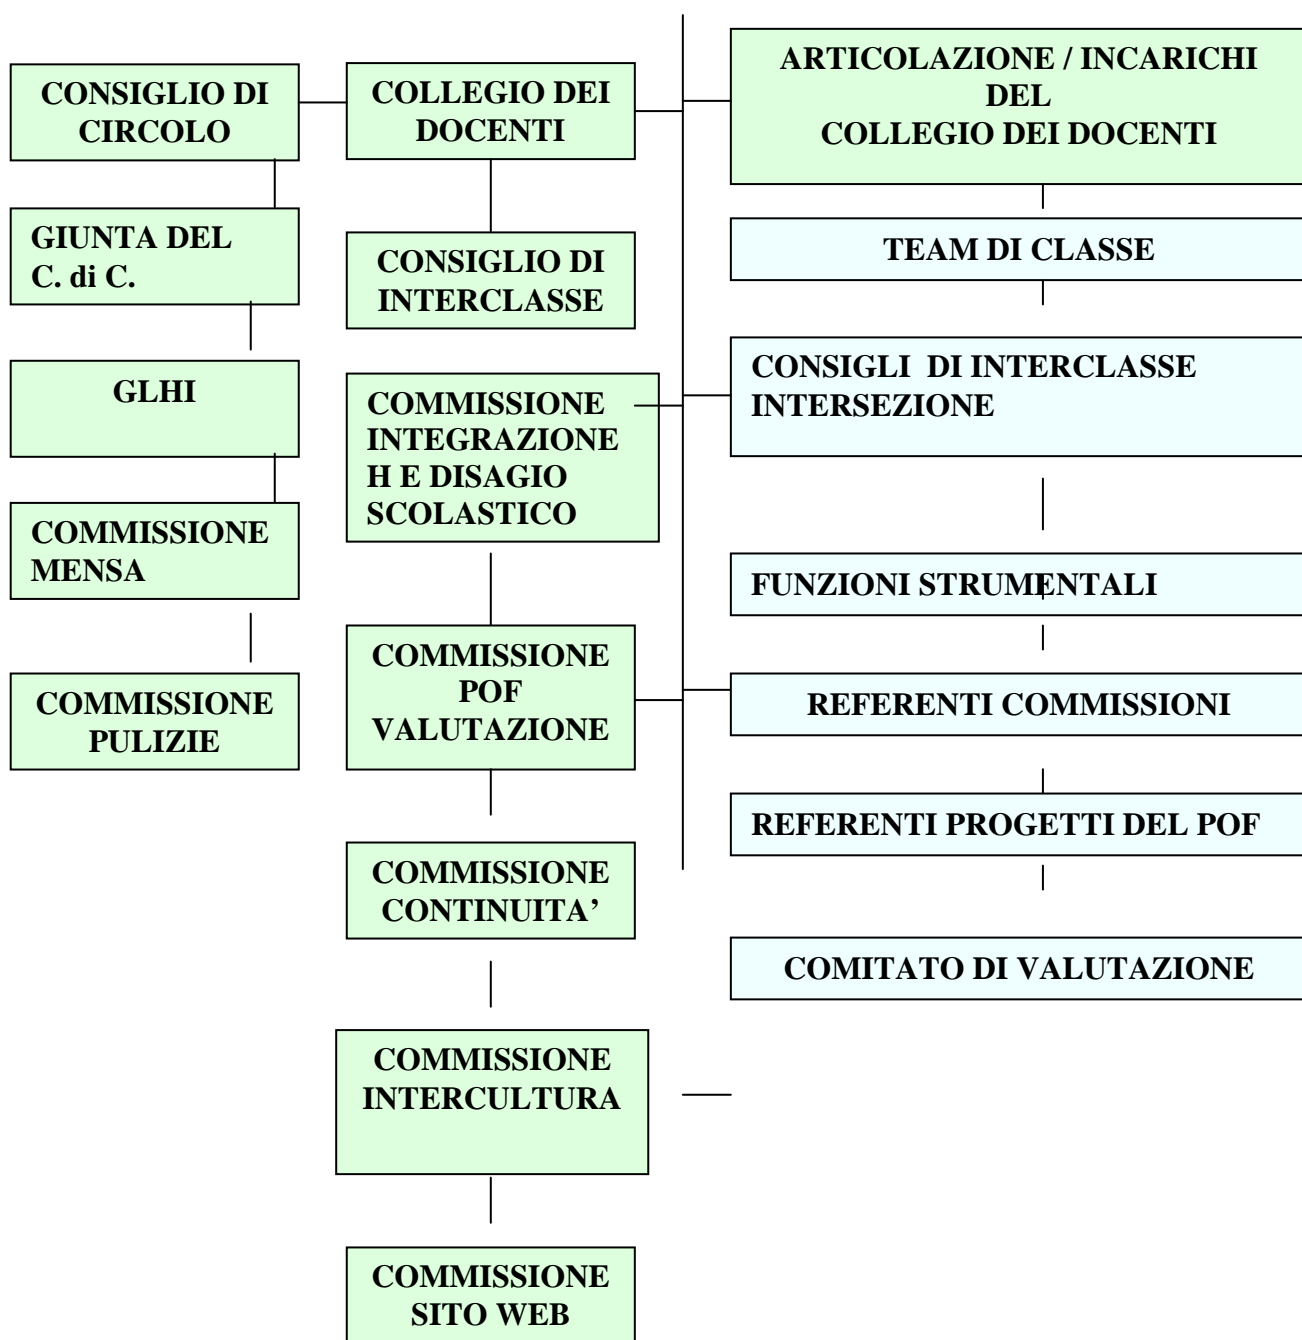 CONSIGLIO DI
CIRCOLO
GIUNTA DEL
C. di C.
GLHI
COMMISSIONE
MENSA
COMMISSIONE
PULIZIE
COLLEGIO DEI
DOCENTI
CONSIGLIO DI
INTERCLASSE
COMMISSIONE
INTEGRAZIONE
H E DISAGIO
SCOLASTICO
COMMISSIONE
POF
VALUTAZIONE
COMMISSIONE
CONTINUITA’
COMMISSIONE
INTERCULTURA
COMMISSIONE
SITO WEB
ARTICOLAZIONE / INCARICHI
DEL
COLLEGIO DEI DOCENTI
TEAM DI CLASSE
CONSIGLI DI INTERCLASSE
INTERSEZIONE
FUNZIONI STRUMENTALI
REFERENTI COMMISSIONI
REFERENTI PROGETTI DEL POF
COMITATO DI VALUTAZIONE